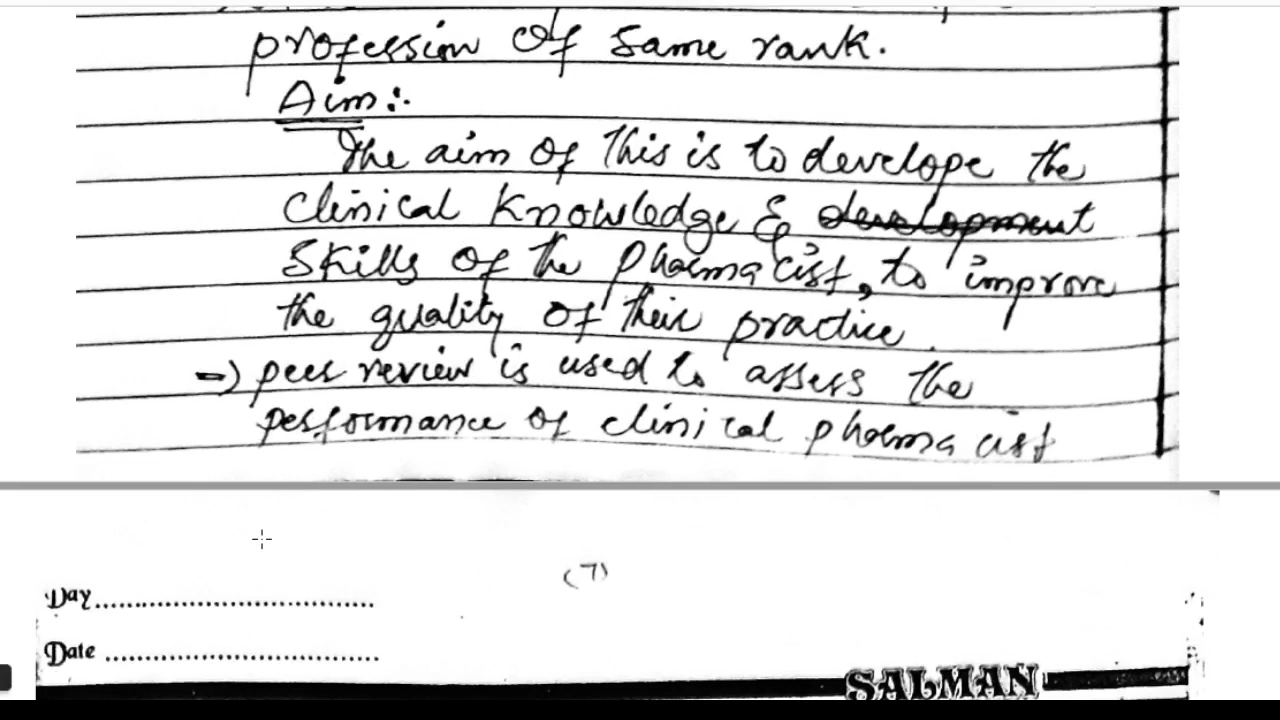 profession of same rank.
Aim:-
The aim of this is to develope the
clinical knowledge & development
skills of the pharmacist, to improve
the quality of their practice.
=) peer review is used to assess the
performance of clinical pharmacist
(7)
Day
Date
SALMAN